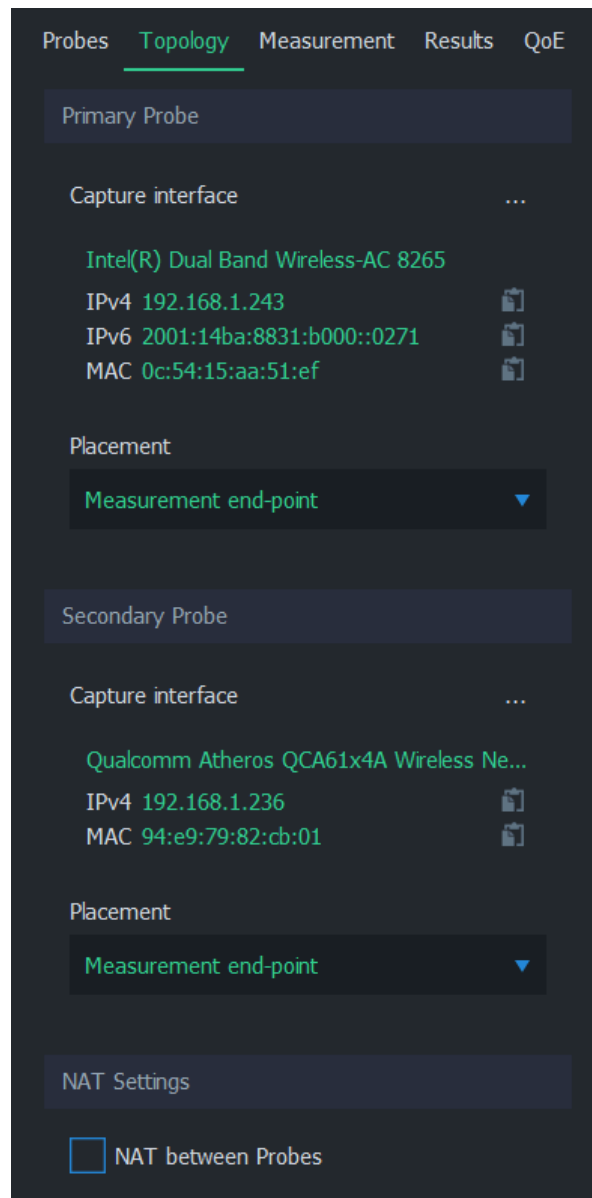 Probes Topology Measurement Results QoE
Primary Probe
Capture interface ...
Intel(R) Dual Band Wireless-AC 8265
IPv4 192.168.1.243
IPv6 2001:14ba:8831:b000::0271
MAC 0c:54:15:aa:51:ef
Placement
Measurement end-point
Secondary Probe
Capture interface ...
Qualcomm Atheros QCA61x4A Wireless Ne...
IPv4 192.168.1.236
MAC 94:e9:79:82:cb:01
Placement
Measurement end-point
NAT Settings
NAT between Probes